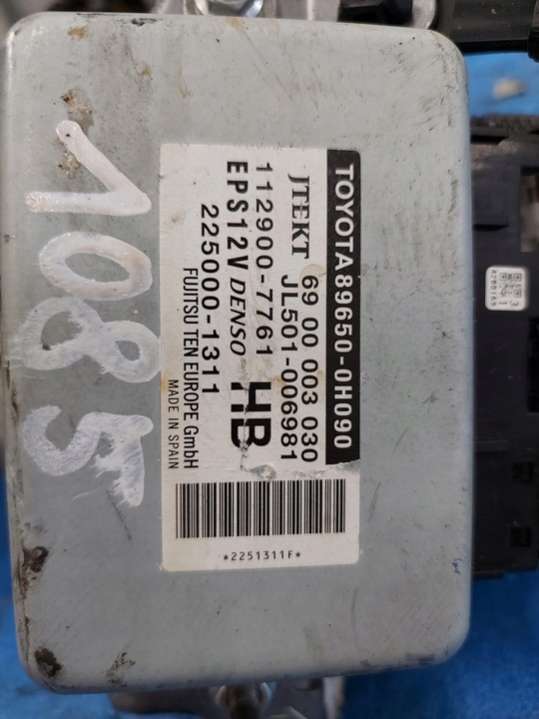 TOYOTA 89650-0H090
69 00 003 030
JTEKT JL501-006981
112900-7761 HB
EPS12V DENSO
225000-1311
FUJITSU TEN EUROPE GmbH
MADE IN SPAIN
*2251311F*
1085